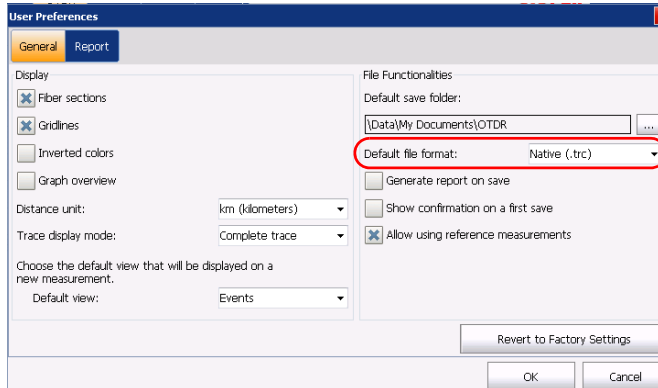 User Preferences
General Report
Display
Fiber sections
Gridlines
Inverted colors
Graph overview
Distance unit: km (kilometers)
Trace display mode: Complete trace
Choose the default view that will be displayed on a
new measurement.
Default view: Events
File Functionalities
Default save folder:
\Data\My Documents\OTDR ...
Default file format: Native (.trc)
Generate report on save
Show confirmation on a first save
Allow using reference measurements
Revert to Factory Settings
OK Cancel